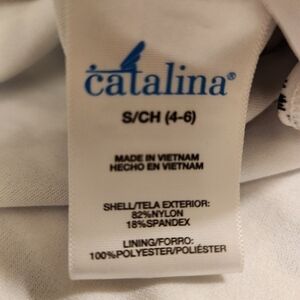 catalina®
S/CH (4-6)
MADE IN VIETNAM
HECHO EN VIETNAM
SHELL/TELA EXTERIOR:
82%NYLON
18%SPANDEX
LINING/FORRO:
100%POLYESTER/POLIÉSTER